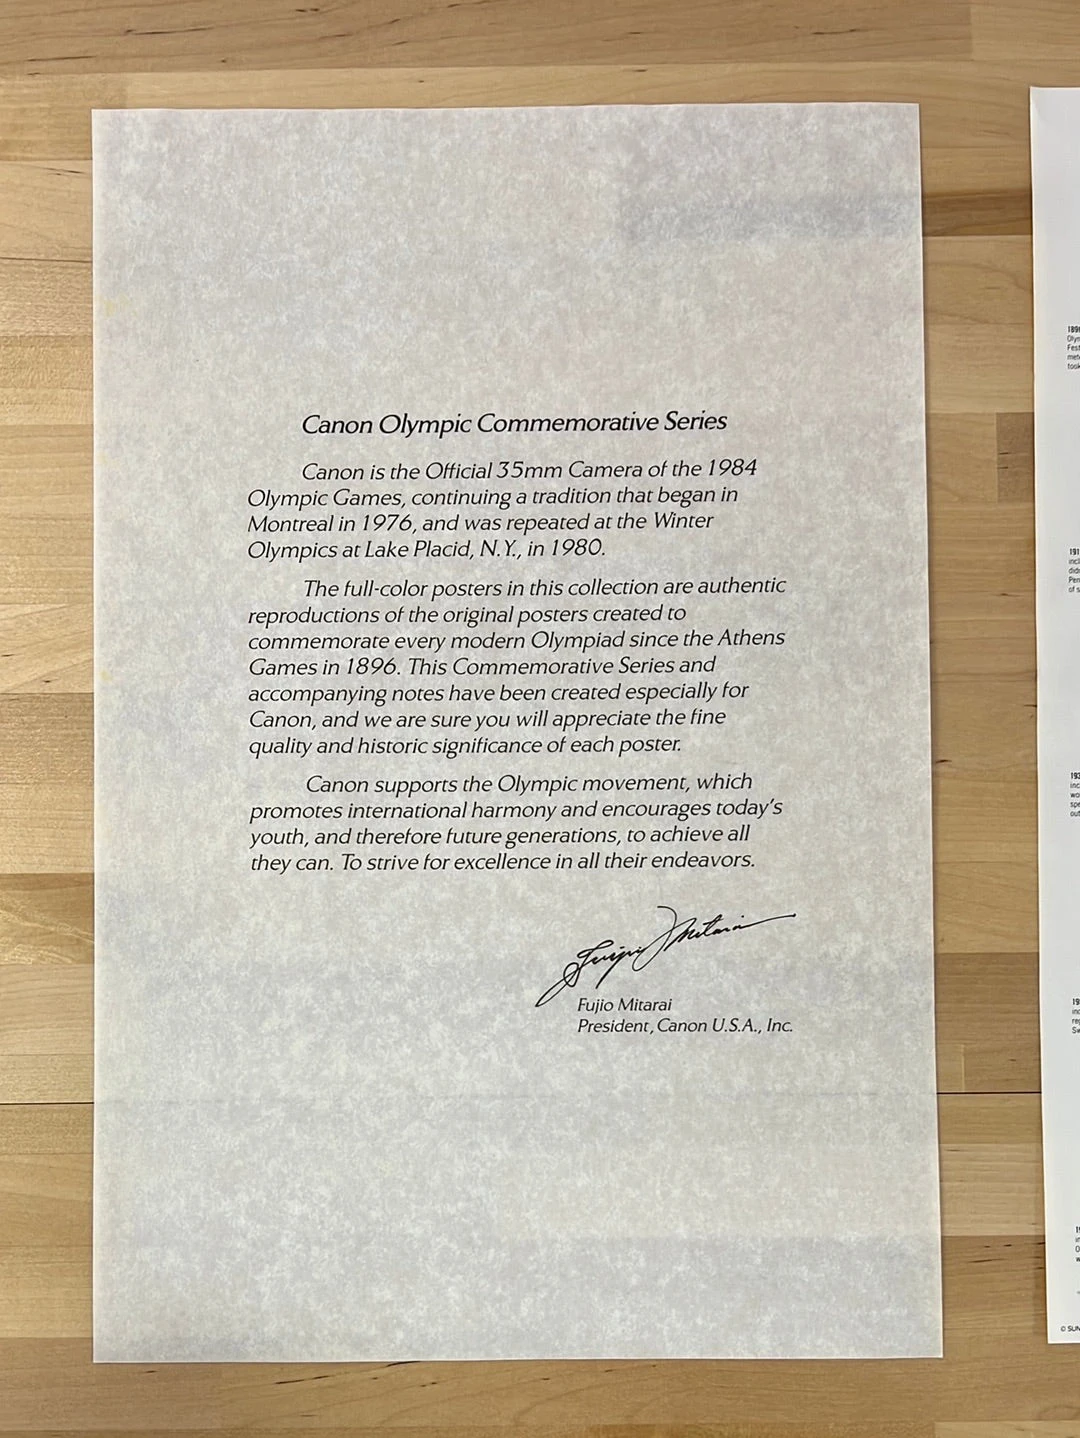 Canon Olympic Commemorative Series
Canon is the Official 35mm Camera of the 1984
Olympic Games, continuing a tradition that began in
Montreal in 1976, and was repeated at the Winter
Olympics at Lake Placid, N.Y., in 1980.
The full-color posters in this collection are authentic
reproductions of the original posters created to
commemorate every modern Olympiad since the Athens
Games in 1896. This Commemorative Series and
accompanying notes have been created especially for
Canon, and we are sure you will appreciate the fine
quality and historic significance of each poster.
Canon supports the Olympic movement, which
promotes international harmony and encourages today's
youth, and therefore future generations, to achieve all
they can. To strive for excellence in all their endeavors.
Fujio Mitarai
Fujio Mitarai
President, Canon U.S.A., Inc.
took
of s
© SUN